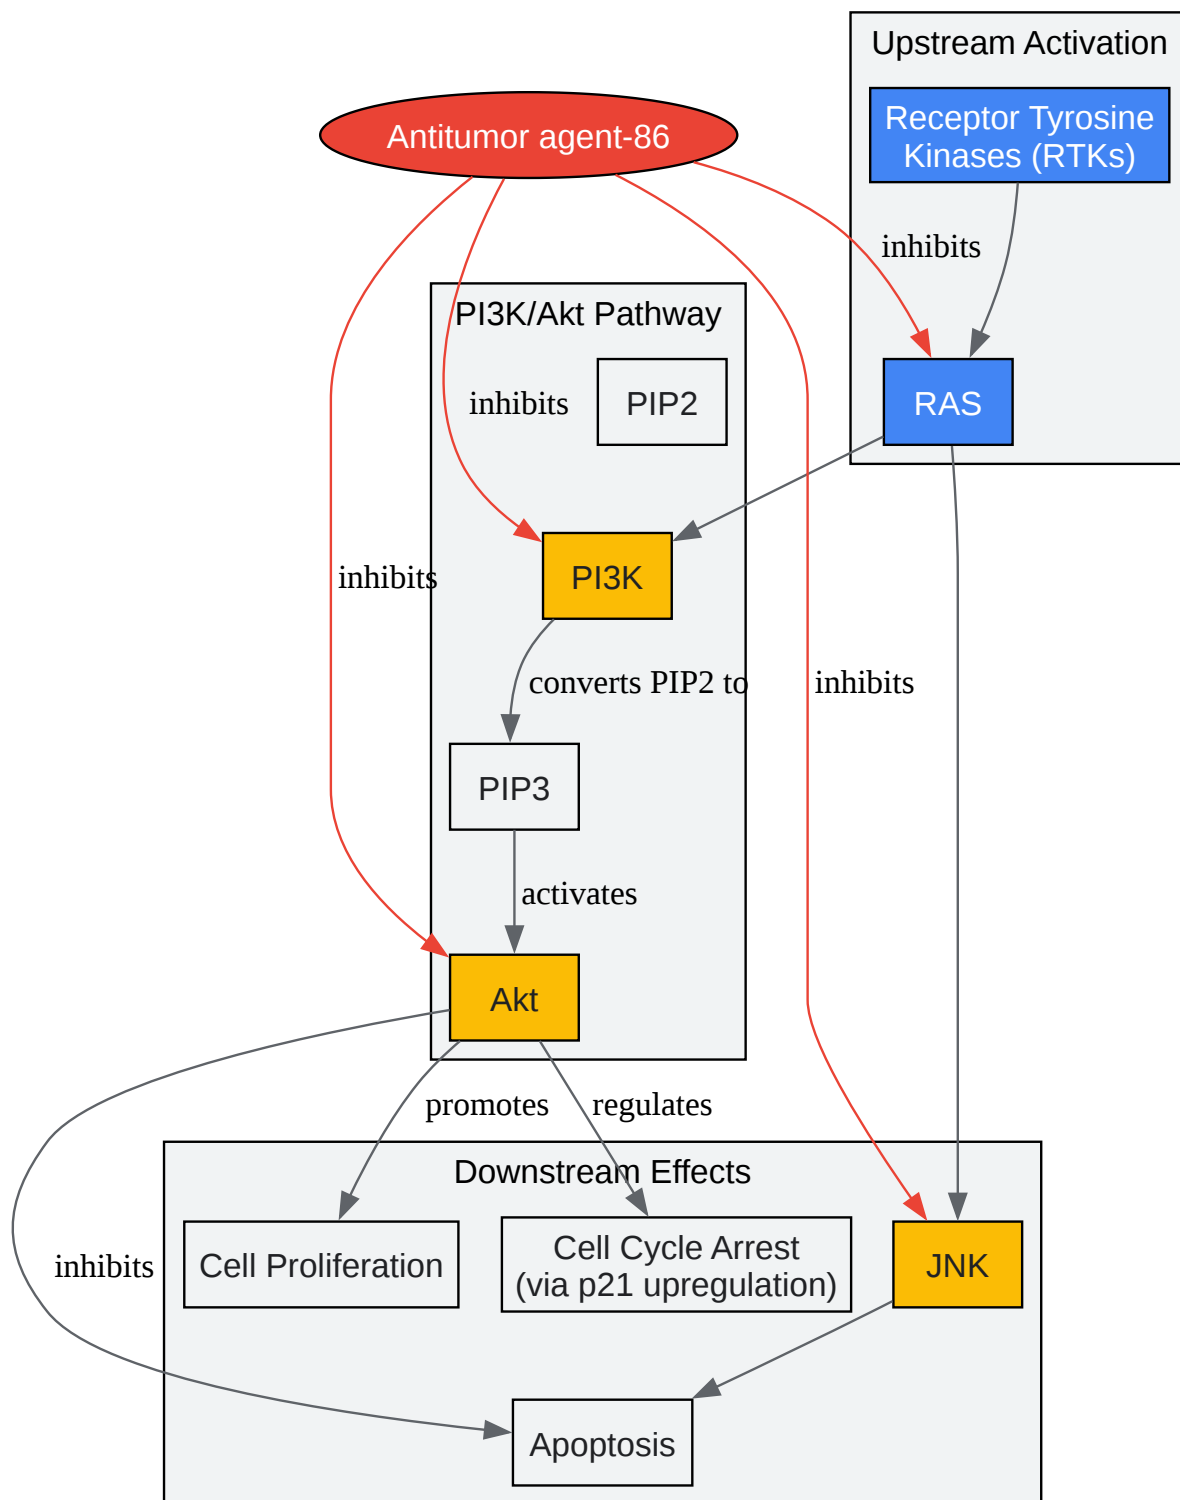 Upstream Activation
Receptor Tyrosine
Kinases (RTKs)
Antitumor agent-86
inhibits
PI3K/Akt Pathway
PIP2
RAS
inhibits
PI3K
inhibits
converts PIP2 to
inhibits
PIP3
activates
Akt
promotes
regulates
Downstream Effects
Cell Proliferation
Cell Cycle Arrest
(via p21 upregulation)
JNK
inhibits
Apoptosis